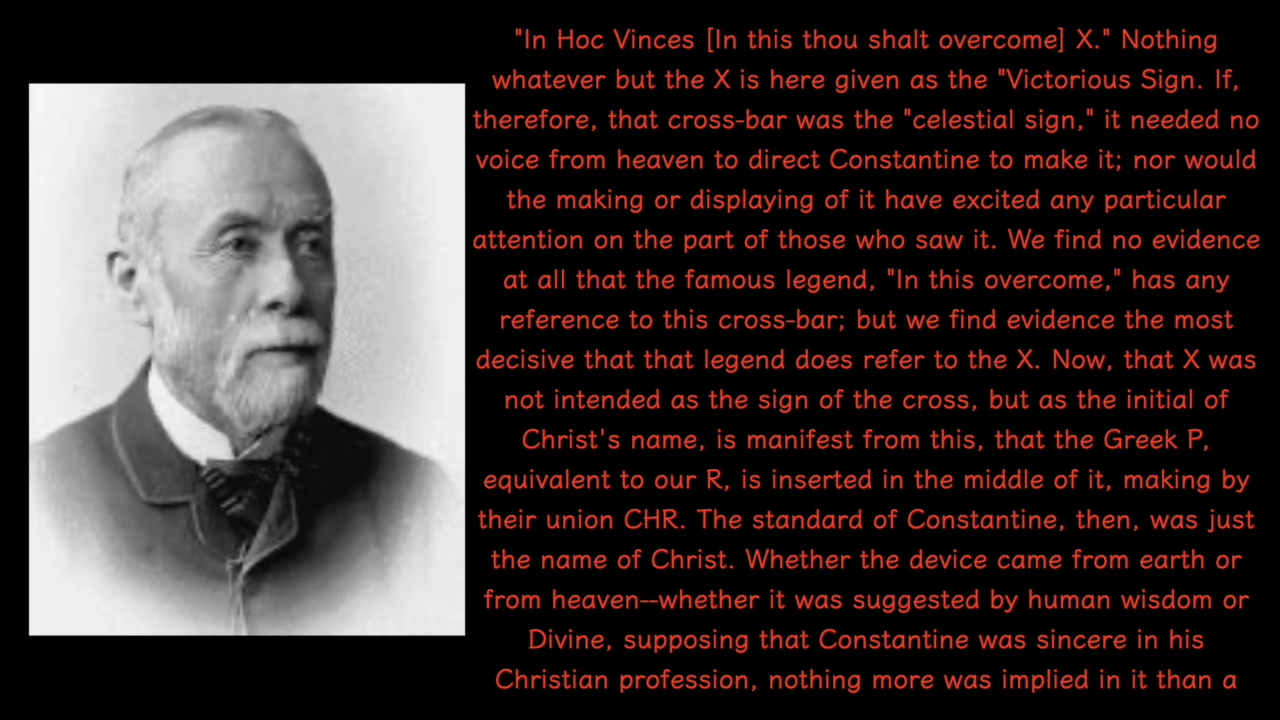 "In Hoc Vinces [In this thou shalt overcome] X." Nothing
whatever but the X is here given as the "Victorious Sign. If,
therefore, that cross-bar was the "celestial sign," it needed no
voice from heaven to direct Constantine to make it; nor would
the making or displaying of it have excited any particular
attention on the part of those who saw it. We find no evidence
at all that the famous legend, "In this overcome," has any
reference to this cross-bar; but we find evidence the most
decisive that that legend does refer to the X. Now, that X was
not intended as the sign of the cross, but as the initial of
Christ's name, is manifest from this, that the Greek P,
equivalent to our R, is inserted in the middle of it, making by
their union CHR. The standard of Constantine, then, was just
the name of Christ. Whether the device came from earth or
from heaven--whether it was suggested by human wisdom or
Divine, supposing that Constantine was sincere in his
Christian profession, nothing more was implied in it than a